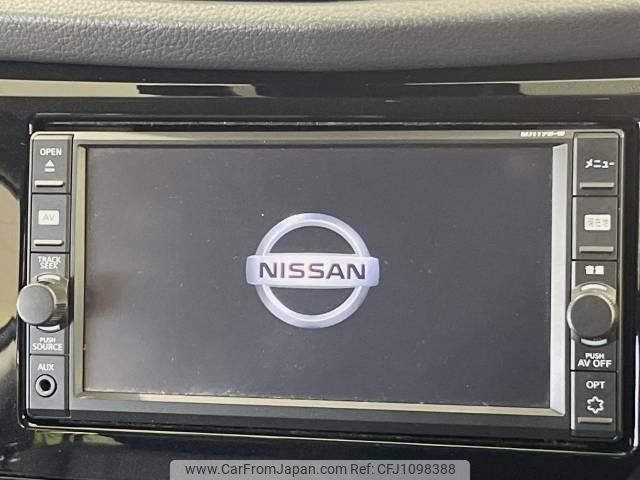 OPEN
MJ117D-W
メニュー
AV
現在地
TRACK
SEEK
音量
NISSAN
PUSH
SOURCE
PUSH
AV OFF
AUX
OPT
www.CarFromJapan.com Ref: CFJ1098388